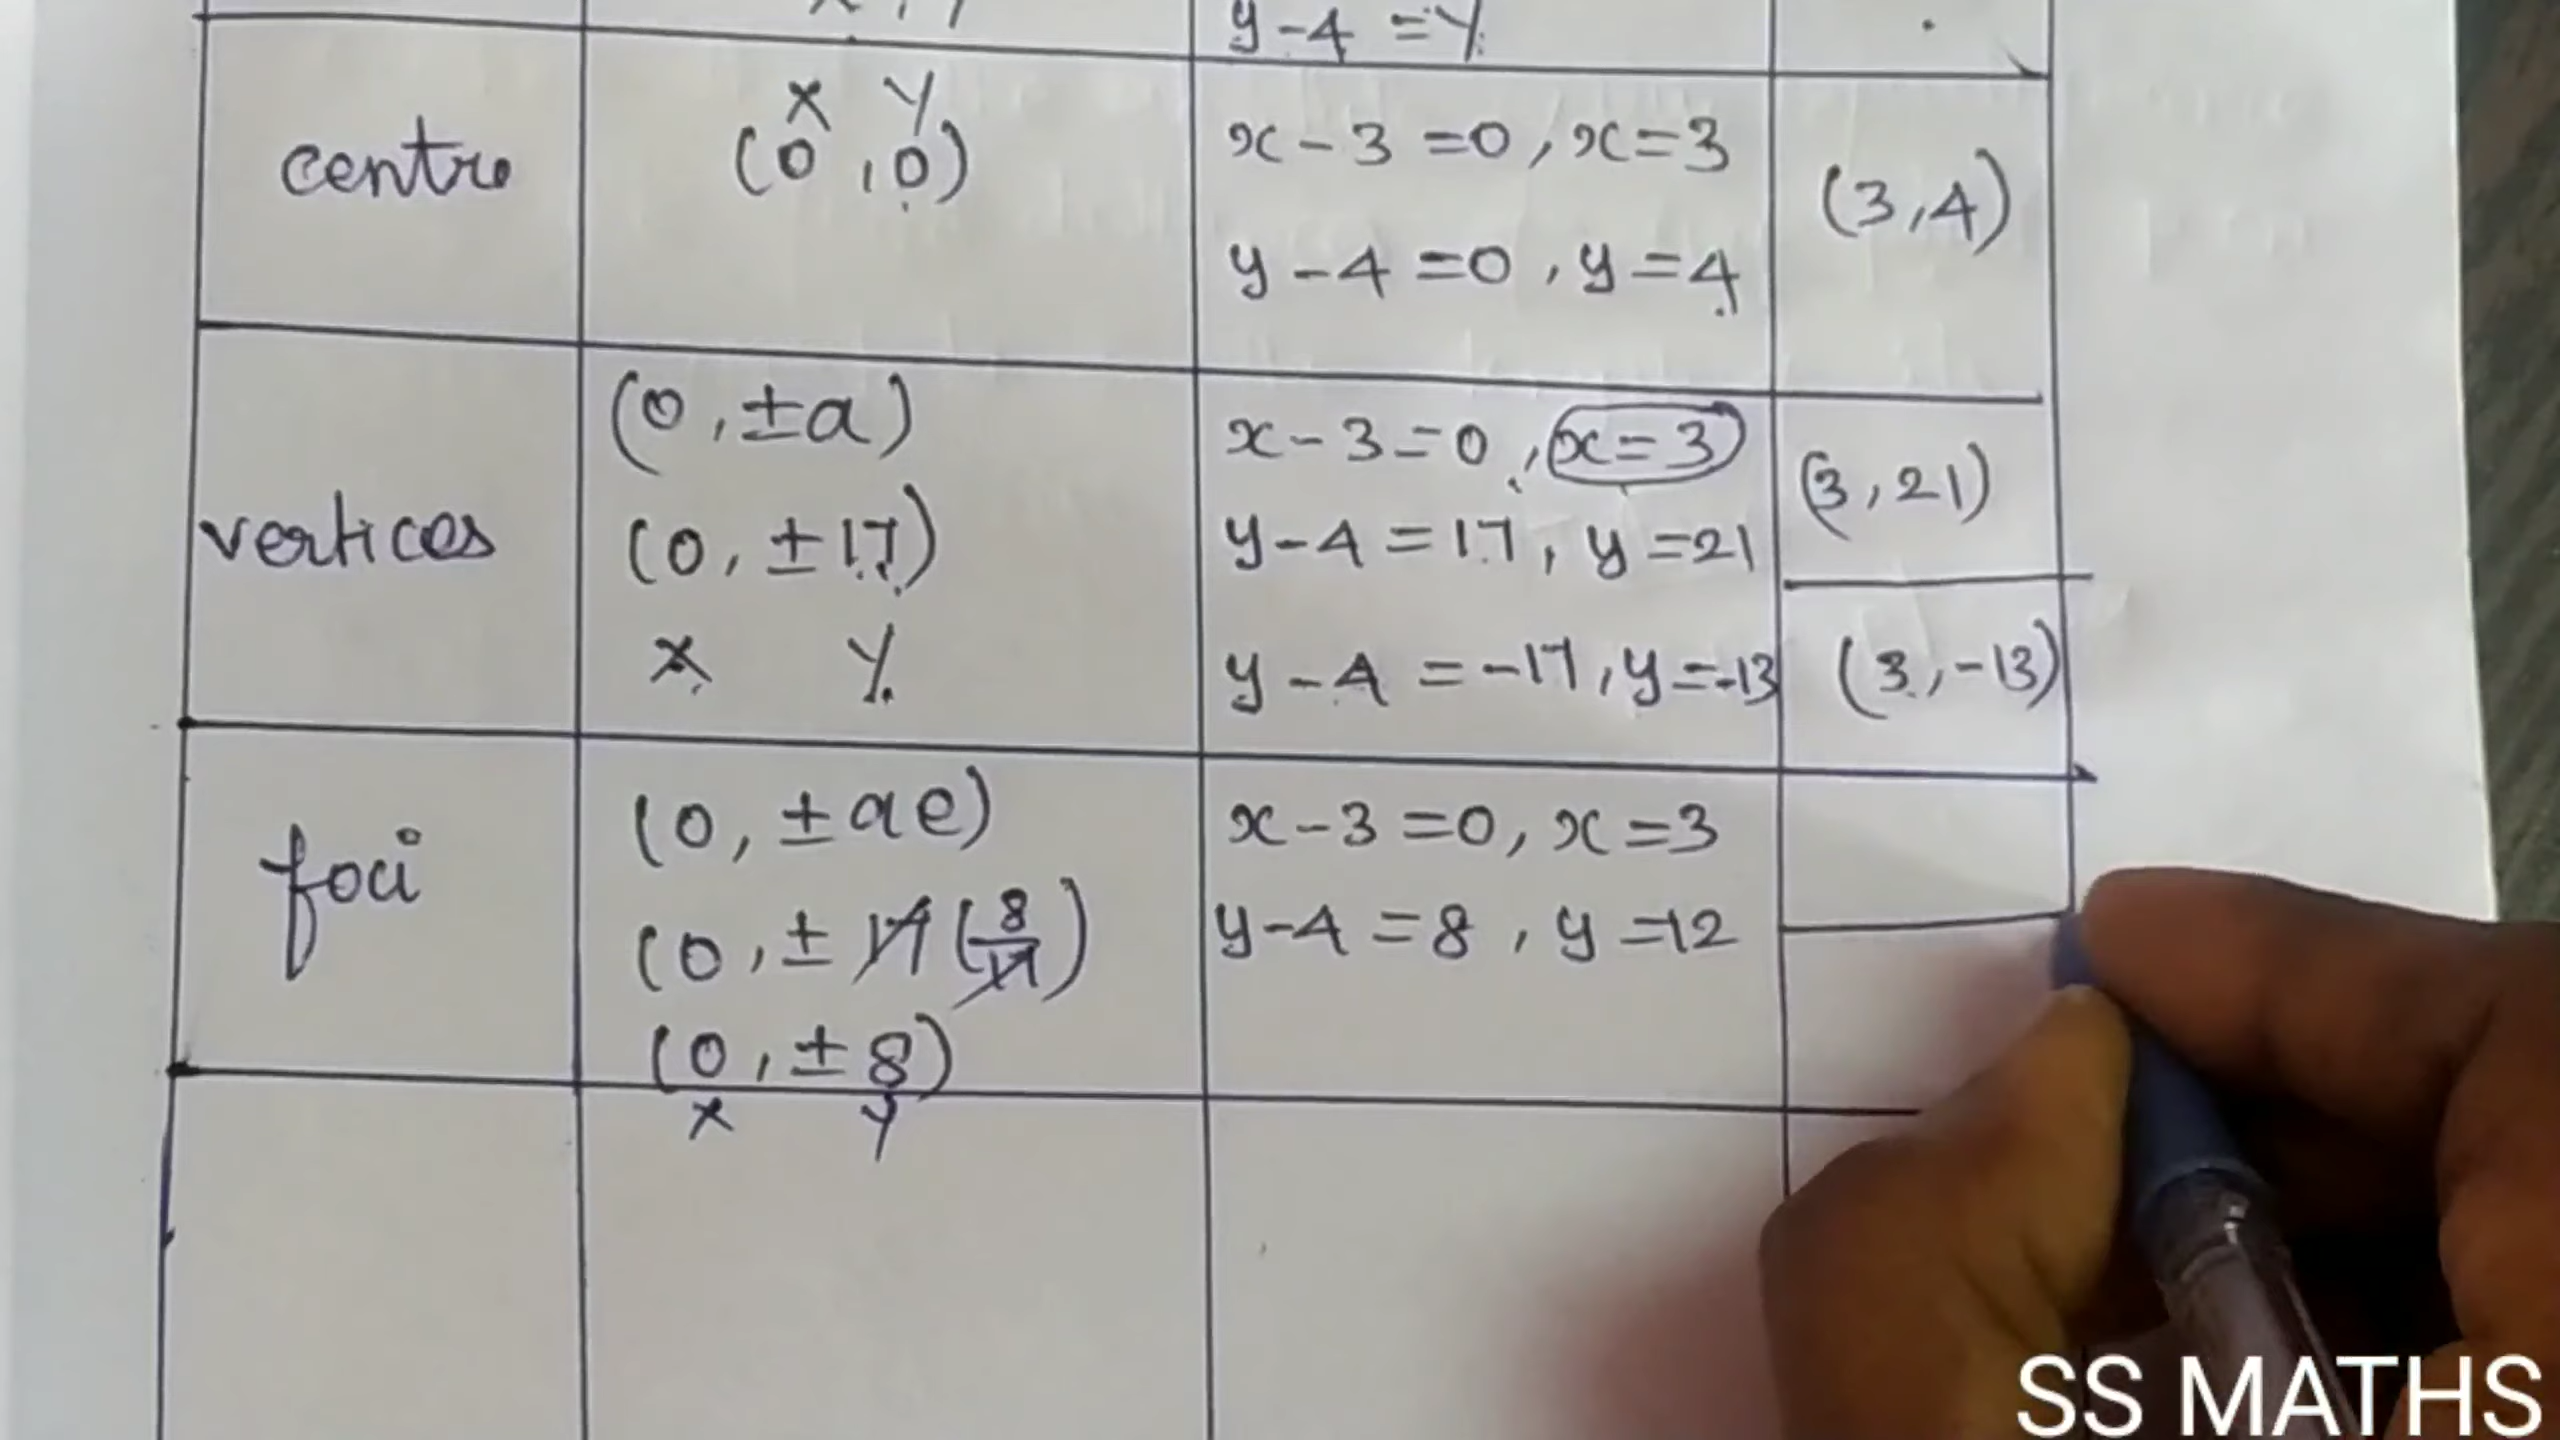 y-4 =Y
centre
X Y
(0 , 0)
x-3 =0, x=3
y-4 =0, y=4
(3,4)
vertices
(0, ±a)
(0, ±17)
X Y
x-3=0, x=3
y-4=17, y=21
y-4 =-17, y=-13
(3, 21)
(3,-13)
foci
(0, ±ae)
(0, ± 17 (8/17)
(0, ±8)
X Y
x-3=0, x=3
y-4=8, y=12
SS MATHS